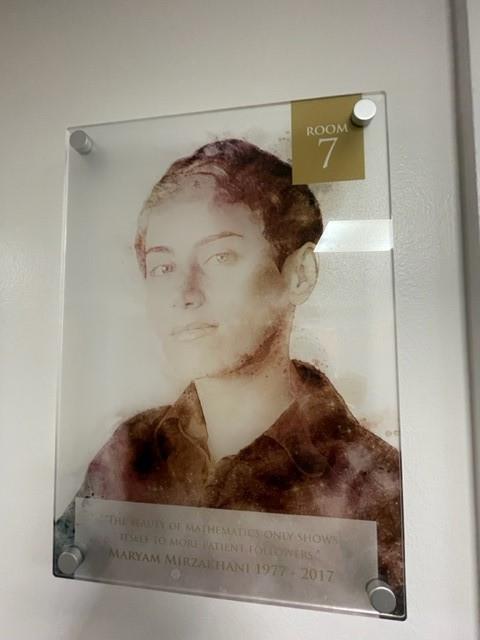 ROOM
7
"The beauty of mathematics only shows
itself to more patient followers."
Maryam Mirzakhani 1977 - 2017